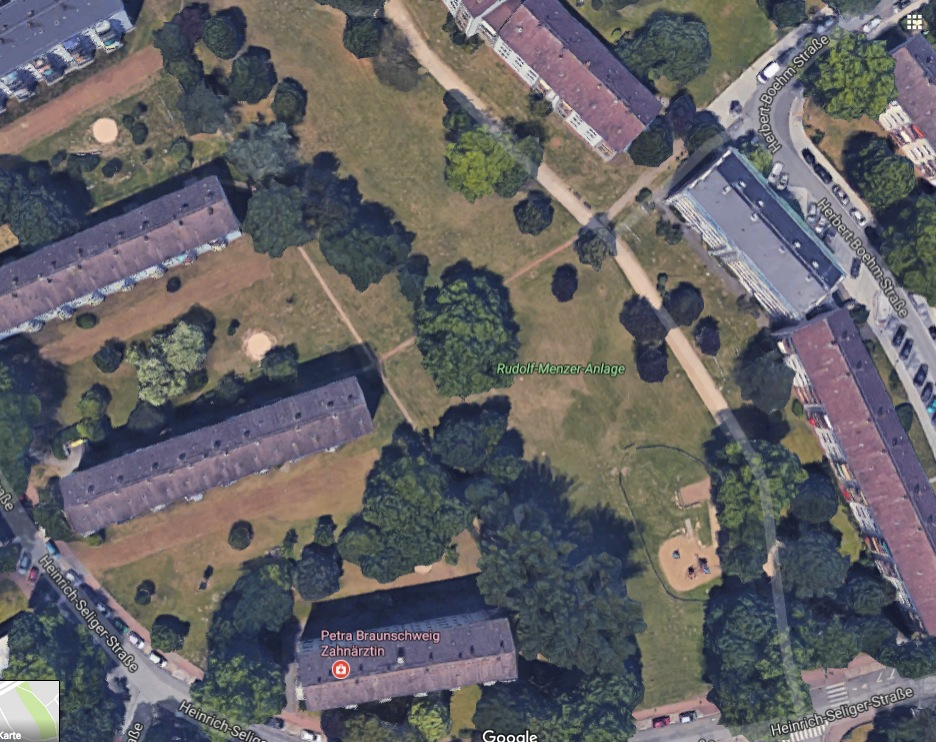 Herbert-Boehm-Straße
Herbert-Boehm-Straße
Rudolf-Menzer-Anlage
Heinrich-Seliger-Straße
Petra Braunschweig
Zahnärztin
Karte
Heinrich-Selig
Google
Heinrich-Seliger-Straße